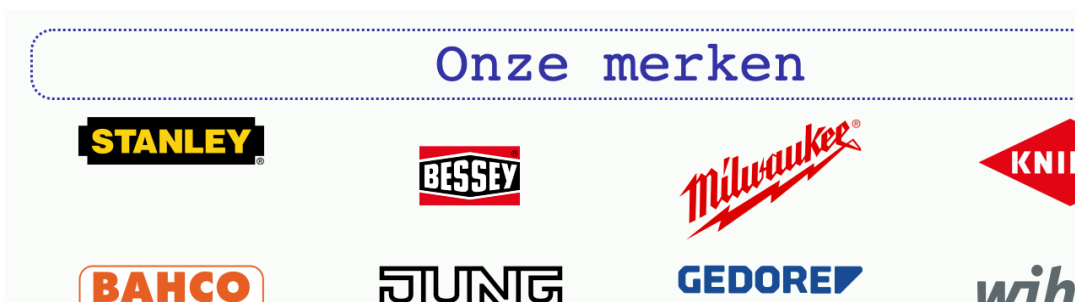 Onze merken
STANLEY
BESSEY
Milwaukee
BAHCO
JUNG
GEDORE